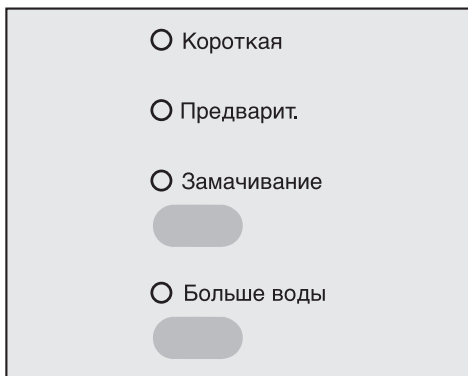 Короткая
Предварит.
Замачивание
Больше воды